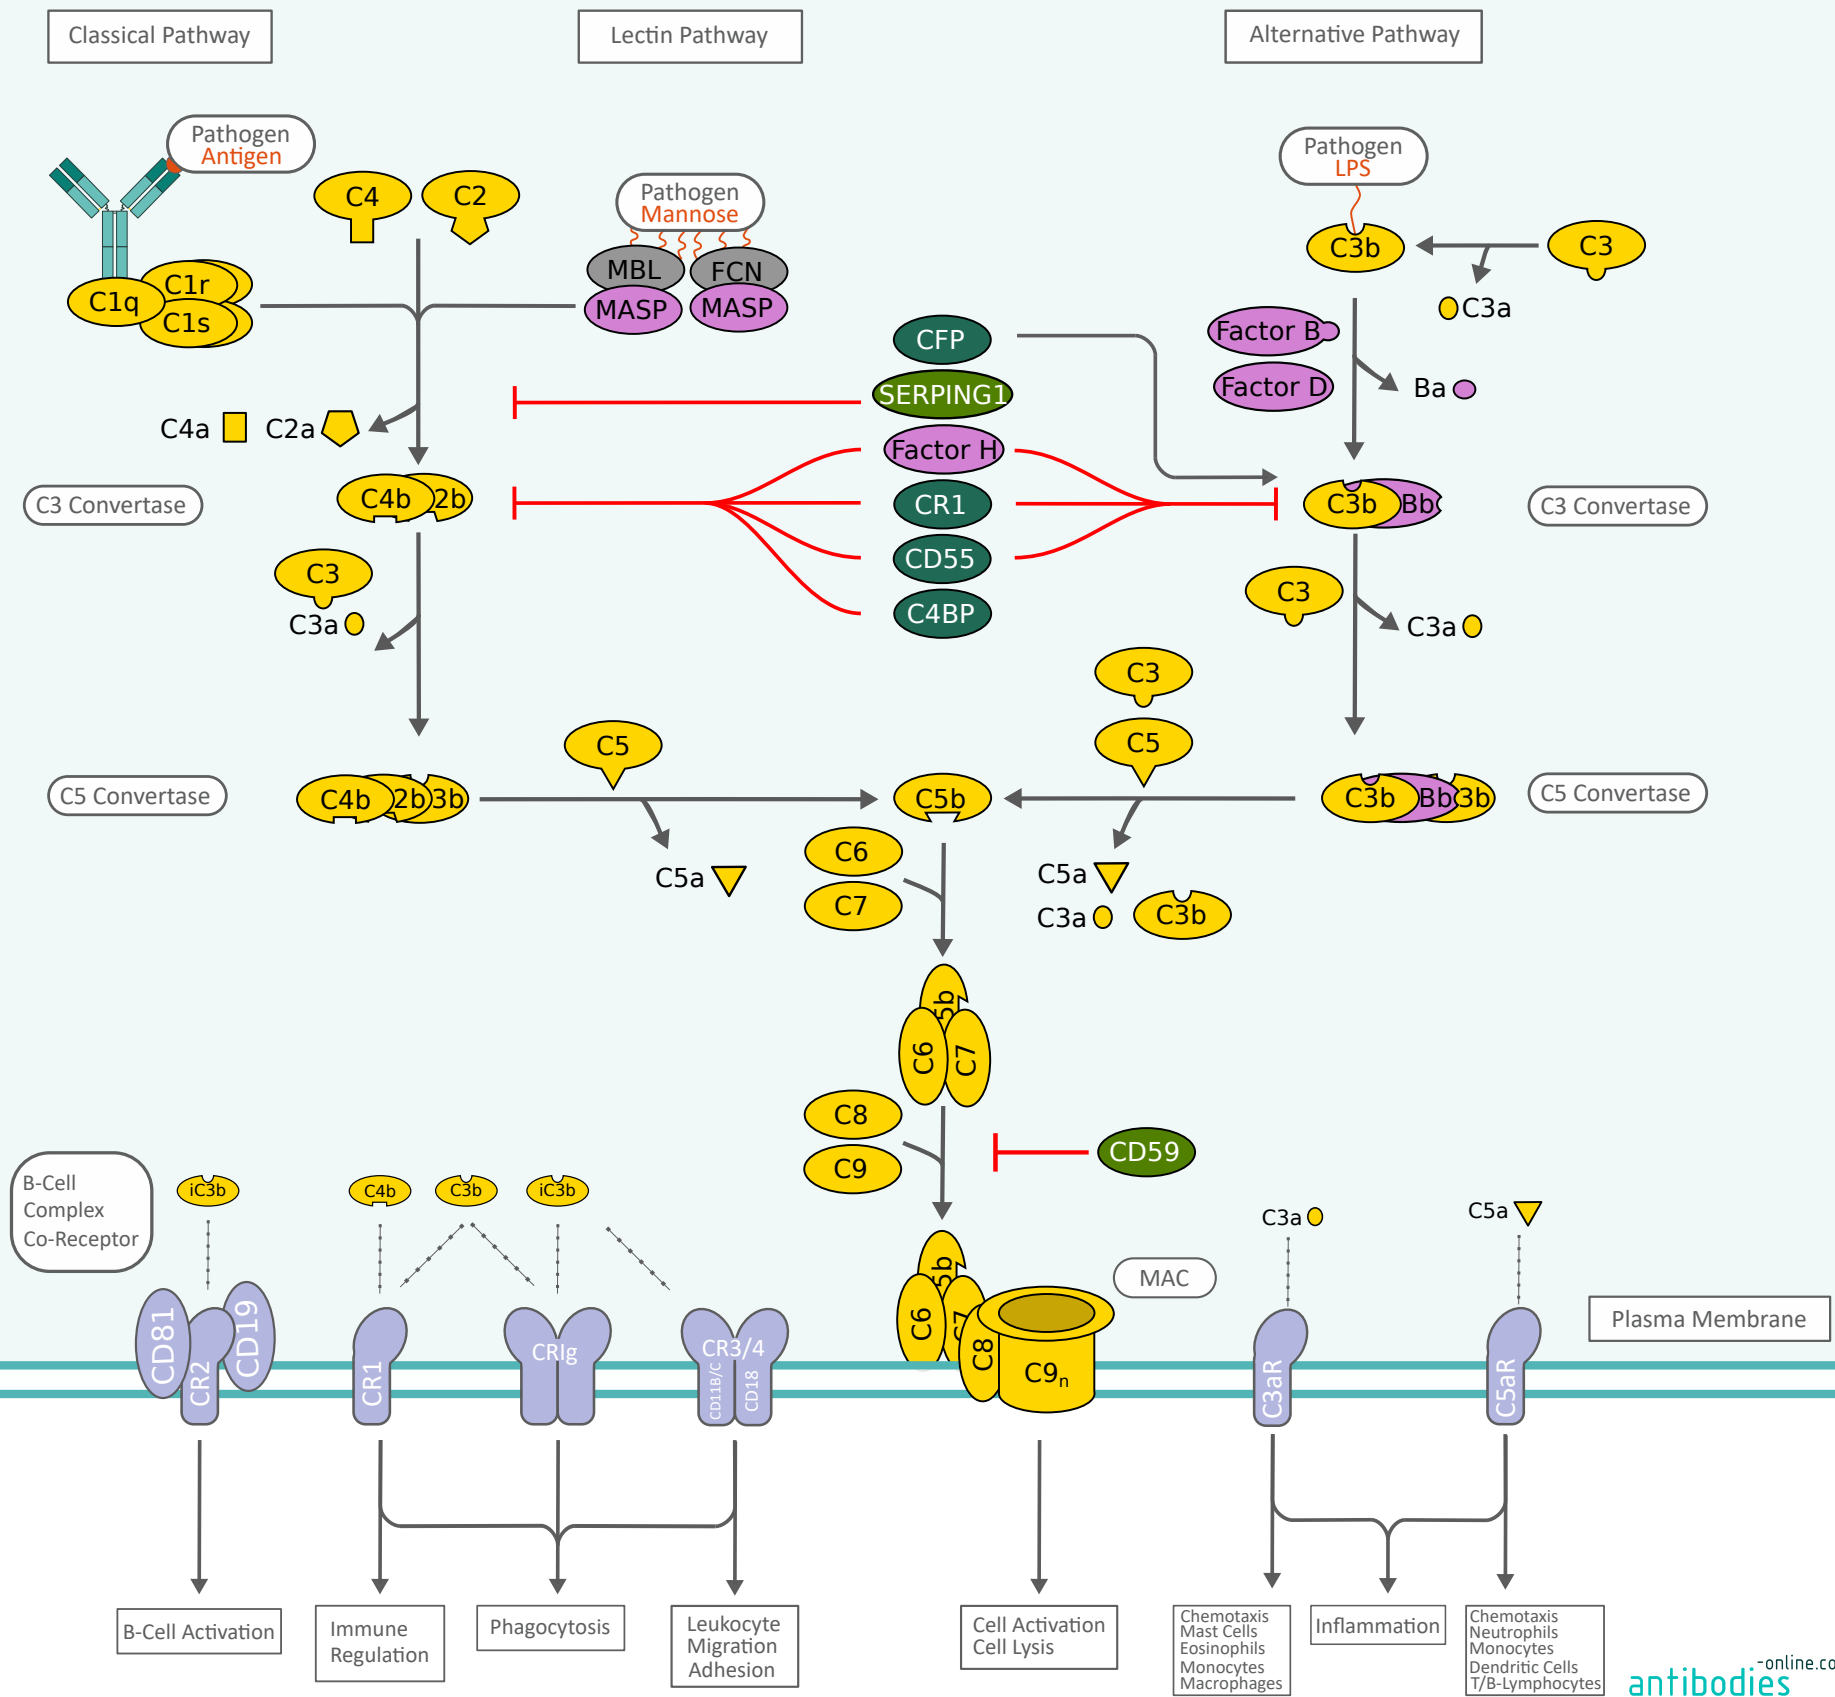 Classical Pathway
Lectin Pathway
Alternative Pathway
Pathogen
Antigen
C4
C2
Pathogen
Mannose
Pathogen
LPS
C1q
C1r
C1s
MBL
FCN
MASP
MASP
C3b
C3
C3a
CFP
SERPING1
Factor H
CR1
CD55
C4BP
Factor B
Factor D
Ba
C4a
C2a
C3 Convertase
C4b
2b
C3b
Bb
C3 Convertase
C3
C3a
C3
C3a
C3
C5
C5
C5 Convertase
C4b
2b
3b
C5b
C3b
Bb
3b
C5 Convertase
C5a
C6
C7
C5a
C3a
C3b
5b
C6
C7
C8
C9
CD59
B-Cell
Complex
Co-Receptor
iC3b
C4b
C3b
iC3b
C3a
C5a
MAC
Plasma Membrane
CD81
CR2
CD19
CR1
CRIg
CR3/4
CD11B/C
CD18
5b
C6
C7
C8
C9n
C3aR
C5aR
B-Cell Activation
Immune
Regulation
Phagocytosis
Leukocyte
Migration
Adhesion
Cell Activation
Cell Lysis
Chemotaxis
Mast Cells
Eosinophils
Monocytes
Macrophages
Inflammation
Chemotaxis
Neutrophils
Monocytes
Dendritic Cells
T/B-Lymphocytes
antibodies
-online.co